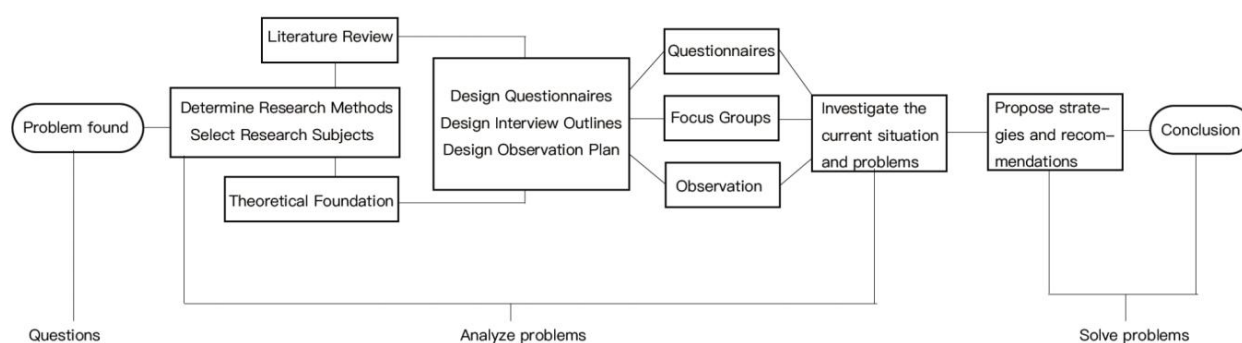 Problem found
Determine Research Methods
Select Research Subjects
Literature Review
Theoretical Foundation
Design Questionnaires
Design Interview Outlines
Design Observation Plan
Questionnaires
Focus Groups
Observation
Investigate the
current situation
and problems
Propose strate-
gies and recom-
mendations
Conclusion
Questions
Analyze problems
Solve problems